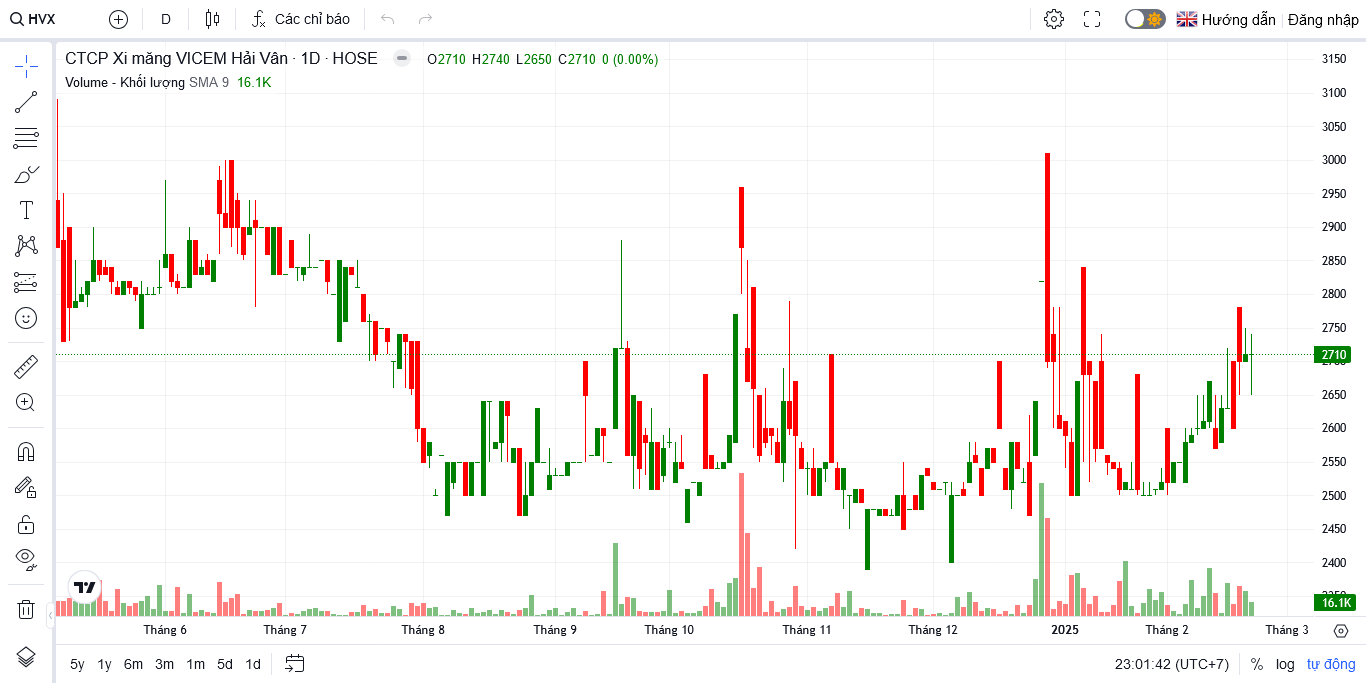 HVX D Các chỉ báo Hướng dẫn Đăng nhập
CTCP Xi măng VICEM Hải Vân · 1D · HOSE O2710 H2740 L2650 C2710 0 (0.00%)
Volume - Khối lượng SMA 9 16.1K
3150
3100
3050
3000
2950
2900
2850
2800
2750
2710
2650
2600
2550
2500
2450
2400
16.1K
Tháng 6 Tháng 7 Tháng 8 Tháng 9 Tháng 10 Tháng 11 Tháng 12 2025 Tháng 2 Tháng 3
5y 1y 6m 3m 1m 5d 1d 23:01:42 (UTC+7) % log tự động